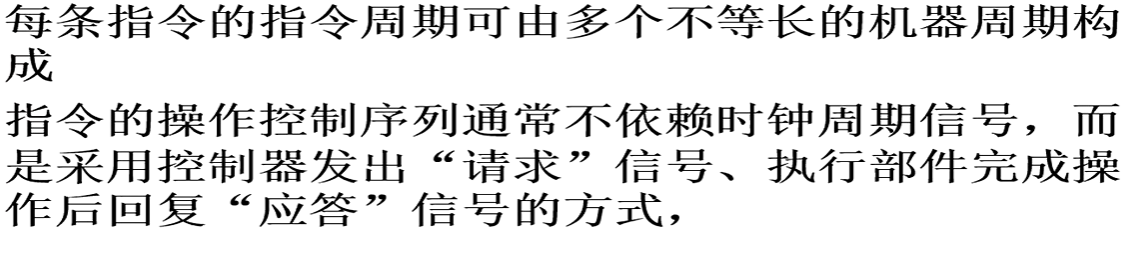 每条指令的指令周期可由多个不等长的机器周期构
成
指令的操作控制序列通常不依赖时钟周期信号，而
是采用控制器发出“请求”信号、执行部件完成操
作后回复“应答”信号的方式，